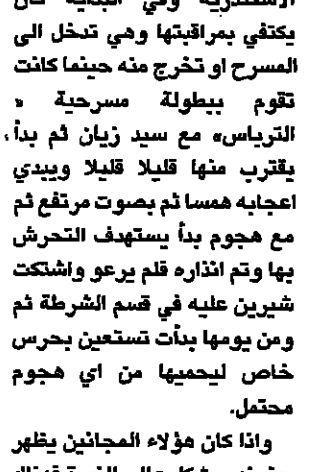 الاسكندرية وفي البداية كان
يكتفي بمراقبتها وهي تدخل الى
المسرح او تخرج منه حينما كانت
تقوم ببطولة مسرحية «
الترباس» مع سيد زيان ثم بدأ،
يقترب منها قليلا قليلا ويبدي
اعجابه همسا ثم بصوت مرتفع ثم
مع هجوم بدأ يستهدف التحرش
بها وتم انذاره فلم يرعو واشتكت
شيرين عليه في قسم الشرطة ثم
ومن يومها بدأت تستعين بحرس
خاص ليحميها من اي هجوم
محتمل.
واذا كان هؤلاء المجانين يظهر